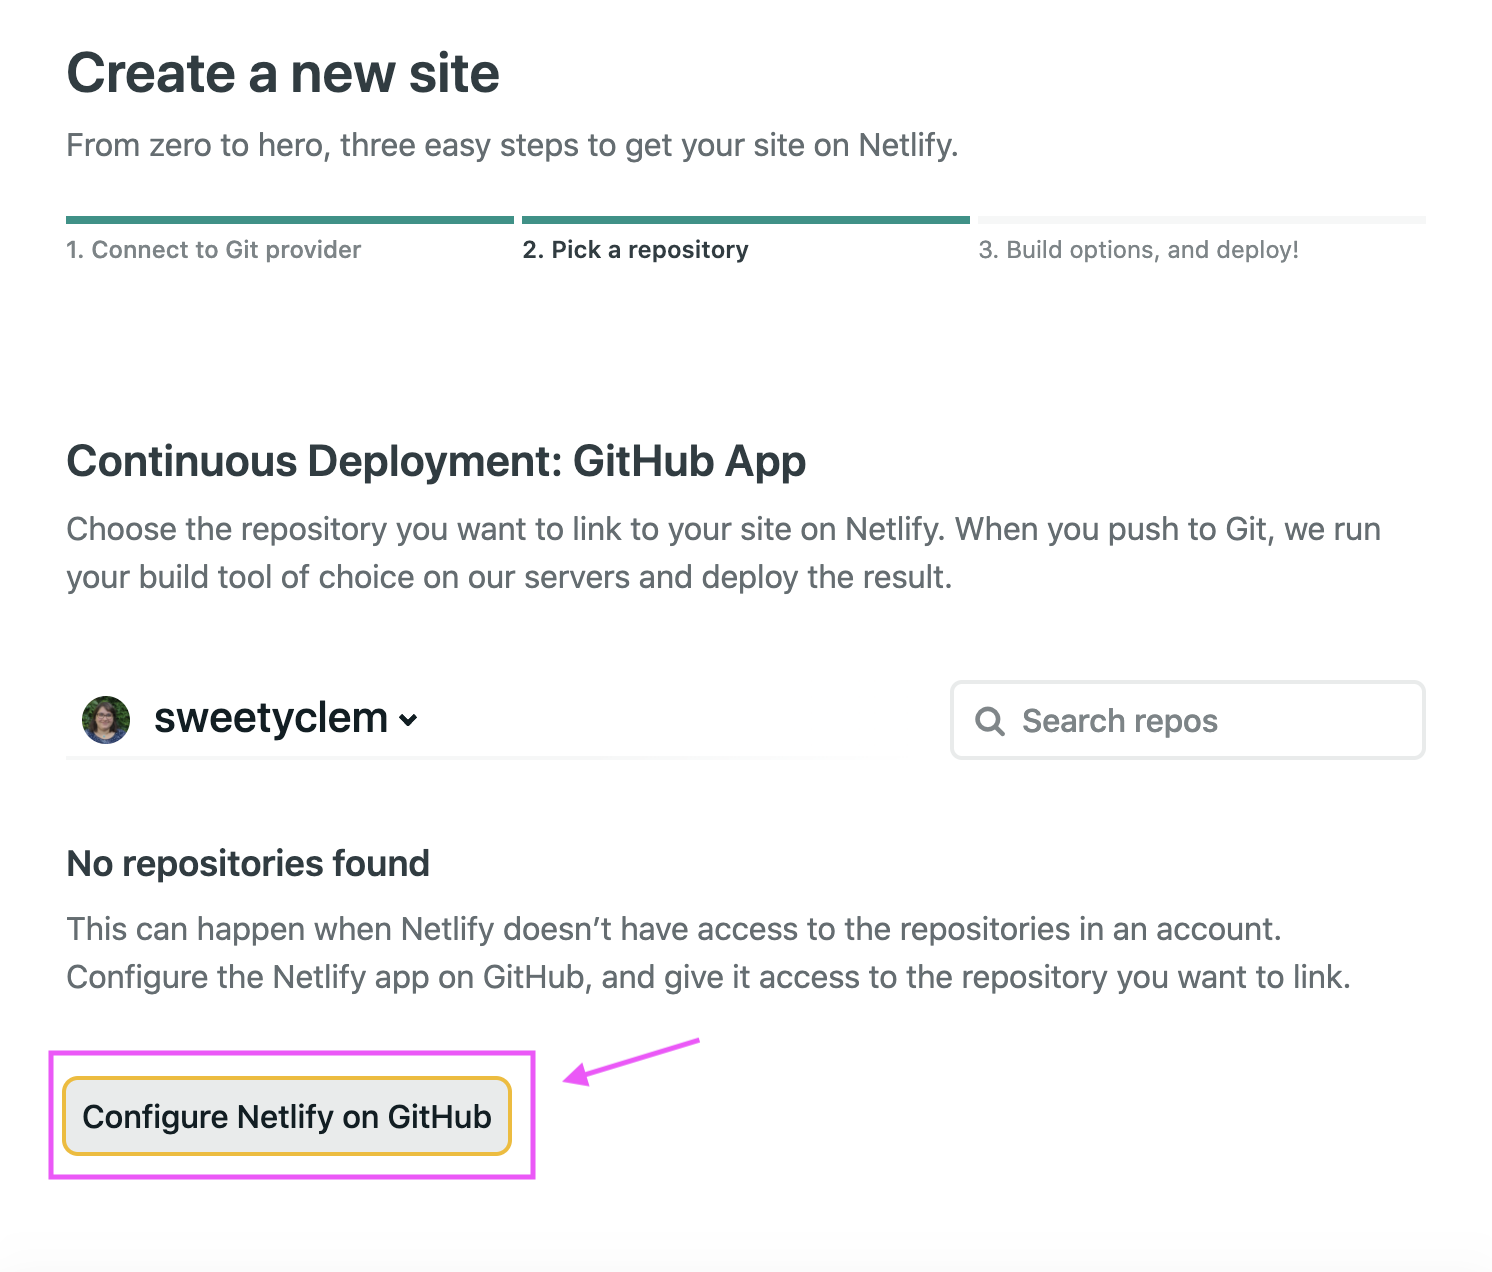 Create a new site
From zero to hero, three easy steps to get your site on Netlify.
1. Connect to Git provider
2. Pick a repository
3. Build options, and deploy!
Continuous Deployment: GitHub App
Choose the repository you want to link to your site on Netlify. When you push to Git, we run
your build tool of choice on our servers and deploy the result.
sweetyclem
Search repos
No repositories found
This can happen when Netlify doesn’t have access to the repositories in an account.
Configure the Netlify app on GitHub, and give it access to the repository you want to link.
Configure Netlify on GitHub